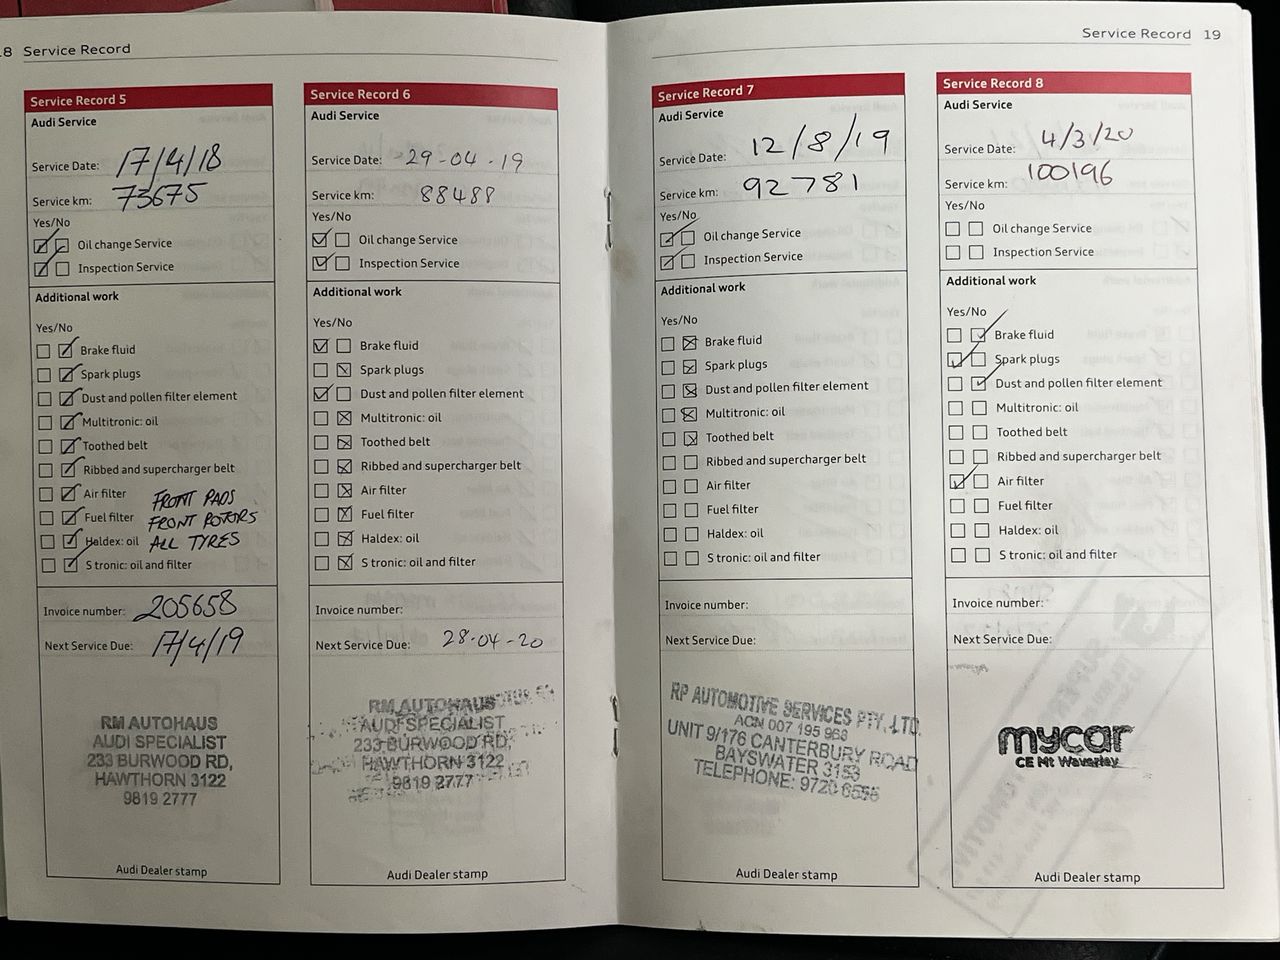 18 Service Record
Service Record 5
Audi Service
Service Date: 17/4/18
Service km: 73675
Yes/No
Oil change Service
Inspection Service
Additional work
Yes/No
Brake fluid
Spark plugs
Dust and pollen filter element
Multitronic: oil
Toothed belt
Ribbed and supercharger belt
Air filter
Fuel filter
Haldex: oil
S tronic: oil and filter
FRONT PADS
FRONT ROTORS
ALL TYRES
Invoice number: 205658
Next Service Due: 17/4/19
RM AUTOHAUS
AUDI SPECIALIST
233 BURWOOD RD,
HAWTHORN 3122
9819 2777
Audi Dealer stamp
Service Record 6
Audi Service
Service Date: 29-04-19
Service km: 88488
Yes/No
Oil change Service
Inspection Service
Additional work
Yes/No
Brake fluid
Spark plugs
Dust and pollen filter element
Multitronic: oil
Toothed belt
Ribbed and supercharger belt
Air filter
Fuel filter
Haldex: oil
S tronic: oil and filter
Invoice number:
Next Service Due: 28-04-20
RM AUTOHAUS
AUDI SPECIALIST
233 BURWOOD RD,
HAWTHORN 3122
9819 2777
Audi Dealer stamp
Service Record 19
Service Record 7
Audi Service
Service Date: 12/8/19
Service km: 92781
Yes/No
Oil change Service
Inspection Service
Additional work
Yes/No
Brake fluid
Spark plugs
Dust and pollen filter element
Multitronic: oil
Toothed belt
Ribbed and supercharger belt
Air filter
Fuel filter
Haldex: oil
S tronic: oil and filter
Invoice number:
Next Service Due:
RP AUTOMOTIVE SERVICES PTY. LTD.
ACN 007 195 968
UNIT 9/176 CANTERBURY ROAD
BAYSWATER 3153
TELEPHONE: 9720 6556
Audi Dealer stamp
Service Record 8
Audi Service
Service Date: 4/3/20
Service km: 100196
Yes/No
Oil change Service
Inspection Service
Additional work
Yes/No
Brake fluid
Spark plugs
Dust and pollen filter element
Multitronic: oil
Toothed belt
Ribbed and supercharger belt
Air filter
Fuel filter
Haldex: oil
S tronic: oil and filter
Invoice number:
Next Service Due:
mycar
CE Mt Waverley
Audi Dealer stamp